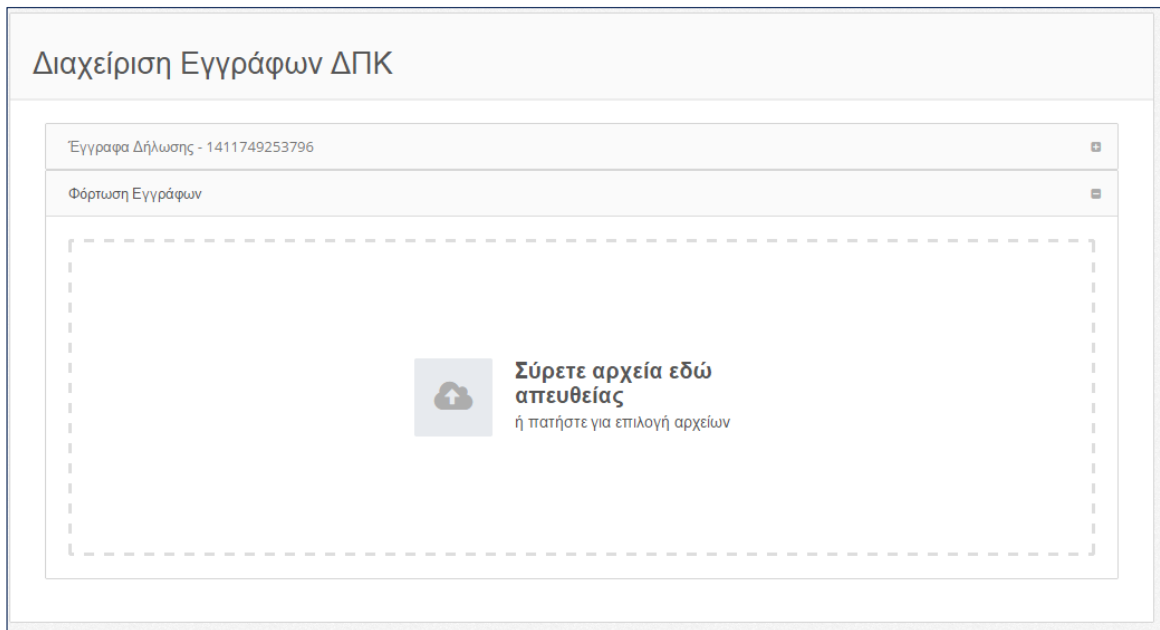 Διαχείριση Εγγράφων ΔΠΚ
Έγγραφα Δήλωσης - 1411749253796
Φόρτωση Εγγράφων
Σύρετε αρχεία εδώ
απευθείας
ή πατήστε για επιλογή αρχείων